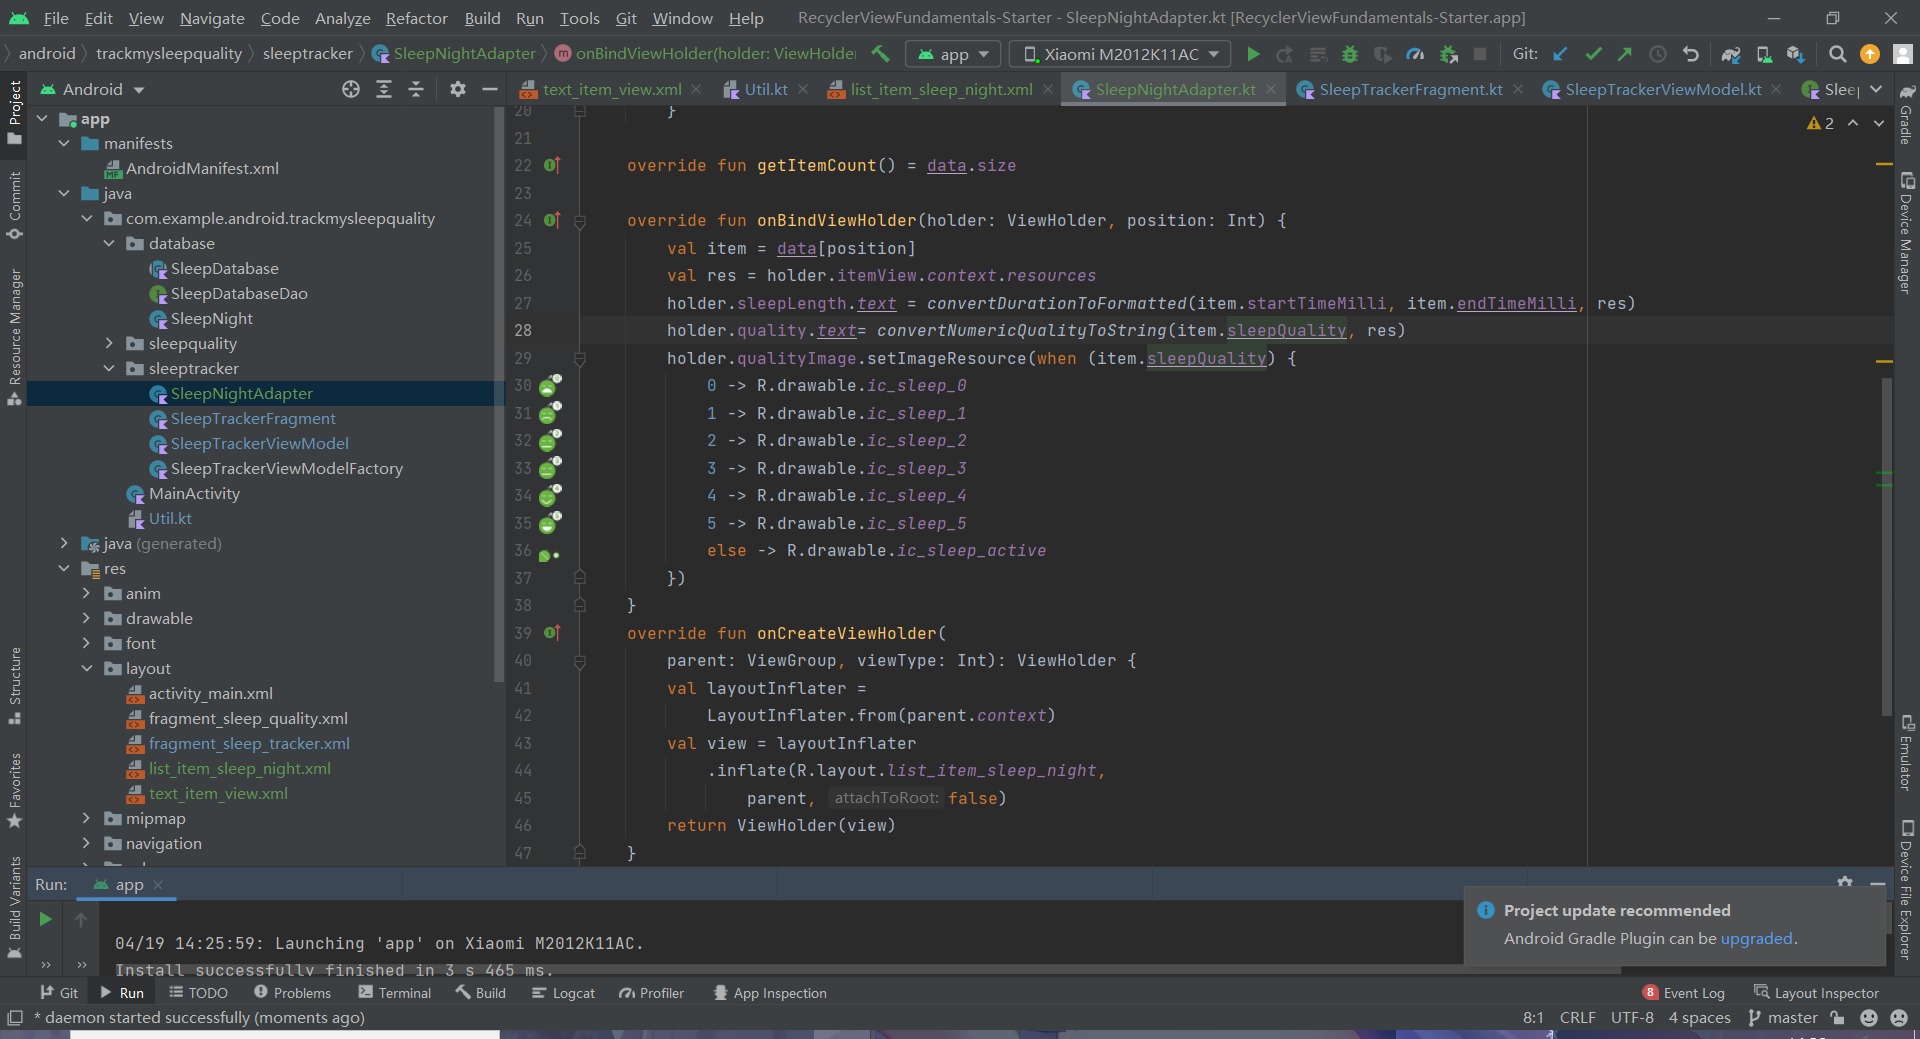 File Edit View Navigate Code Analyze Refactor Build Run Tools Git Window Help RecyclerViewFundamentals-Starter - SleepNightAdapter.kt [RecyclerViewFundamentals-Starter.app]
android trackmysleepquality sleeptracker SleepNightAdapter onBindViewHolder(holder: ViewHolder app Xiaomi M2012K11AC Git:
Android text_item_view.xml Util.kt list_item_sleep_night.xml SleepNightAdapter.kt SleepTrackerFragment.kt SleepTrackerViewModel.kt Slee
Project
Commit
Resource Manager
Structure
Favorites
Build Variants
app
manifests
AndroidManifest.xml
java
com.example.android.trackmysleepquality
database
SleepDatabase
SleepDatabaseDao
SleepNight
sleepquality
sleeptracker
SleepNightAdapter
SleepTrackerFragment
SleepTrackerViewModel
SleepTrackerViewModelFactory
MainActivity
Util.kt
java (generated)
res
anim
drawable
font
layout
activity_main.xml
fragment_sleep_quality.xml
fragment_sleep_tracker.xml
list_item_sleep_night.xml
text_item_view.xml
mipmap
navigation
2
20 }
21
22 override fun getItemCount() = data.size
23
24 override fun onBindViewHolder(holder: ViewHolder, position: Int) {
25 val item = data[position]
26 val res = holder.itemView.context.resources
27 holder.sleepLength.text = convertDurationToFormatted(item.startTimeMilli, item.endTimeMilli, res)
28 holder.quality.text= convertNumericQualityToString(item.sleepQuality, res)
29 holder.qualityImage.setImageResource(when (item.sleepQuality) {
30 0 -> R.drawable.ic_sleep_0
31 1 -> R.drawable.ic_sleep_1
32 2 -> R.drawable.ic_sleep_2
33 3 -> R.drawable.ic_sleep_3
34 4 -> R.drawable.ic_sleep_4
35 5 -> R.drawable.ic_sleep_5
36 else -> R.drawable.ic_sleep_active
37 })
38 }
39 override fun onCreateViewHolder(
40 parent: ViewGroup, viewType: Int): ViewHolder {
41 val layoutInflater =
42 LayoutInflater.from(parent.context)
43 val view = layoutInflater
44 .inflate(R.layout.list_item_sleep_night,
45 parent, attachToRoot: false)
46 return ViewHolder(view)
47 }
Gradle
Device Manager
Emulator
Device File Explorer
Run: app
04/19 14:25:59: Launching 'app' on Xiaomi M2012K11AC.
Install successfully finished in 3 s 465 ms.
Project update recommended
Android Gradle Plugin can be upgraded.
Git Run TODO Problems Terminal Build Logcat Profiler App Inspection 8 Event Log Layout Inspector
* daemon started successfully (moments ago) 8:1 CRLF UTF-8 4 spaces master